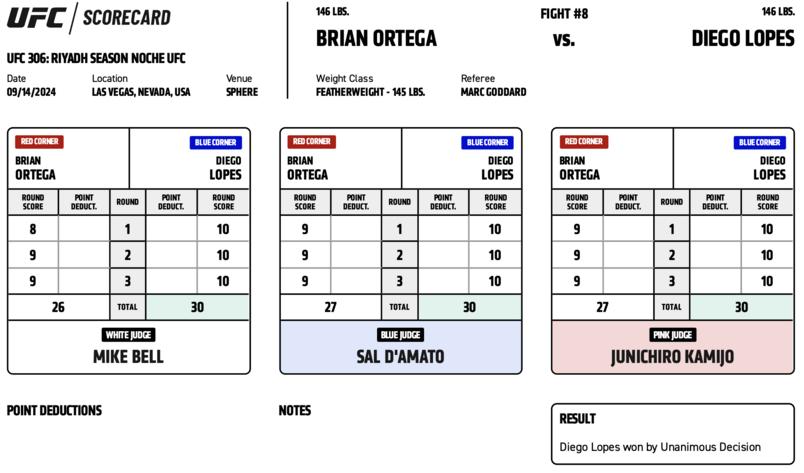 UFC SCORECARD
UFC 306: RIYADH SEASON NOCHE UFC
Date Location Venue
09/14/2024 LAS VEGAS, NEVADA, USA SPHERE
146 LBS. FIGHT #8 146 LBS.
BRIAN ORTEGA vs. DIEGO LOPES
Weight Class Referee
FEATHERWEIGHT - 145 LBS. MARC GODDARD
RED CORNER BLUE CORNER
BRIAN DIEGO
ORTEGA LOPES
ROUND POINT ROUND POINT ROUND
SCORE DEDUCT. DEDUCT. SCORE
8 1 10
9 2 10
9 3 10
26 TOTAL 30
WHITE JUDGE
MIKE BELL
RED CORNER BLUE CORNER
BRIAN DIEGO
ORTEGA LOPES
ROUND POINT ROUND POINT ROUND
SCORE DEDUCT. DEDUCT. SCORE
9 1 10
9 2 10
9 3 10
27 TOTAL 30
BLUE JUDGE
SAL D'AMATO
RED CORNER BLUE CORNER
BRIAN DIEGO
ORTEGA LOPES
ROUND POINT ROUND POINT ROUND
SCORE DEDUCT. DEDUCT. SCORE
9 1 10
9 2 10
9 3 10
27 TOTAL 30
PINK JUDGE
JUNICHIRO KAMIJO
POINT DEDUCTIONS
NOTES
RESULT
Diego Lopes won by Unanimous Decision